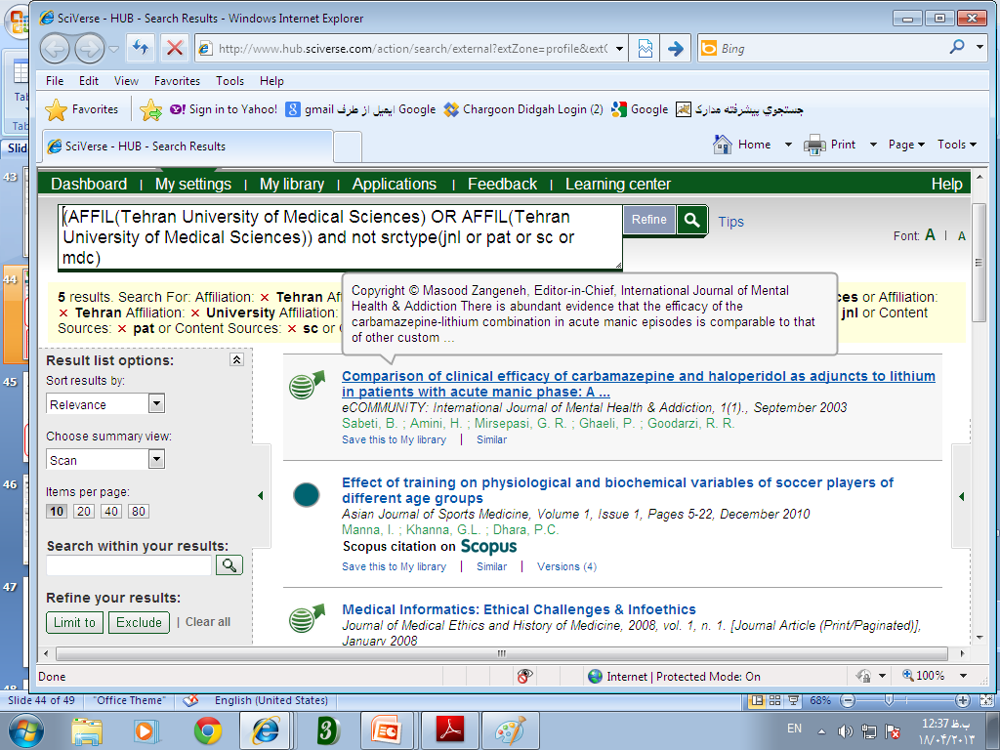 SciVerse - HUB - Search Results - Windows Internet Explorer
http://www.hub.sciverse.com/action/search/external?extZone=profile&ext
Bing
File Edit View Favorites Tools Help
Favorites
Sign in to Yahoo!
gmail ایمیل از طرف Google
Chargoon Didgah Login (2)
Google
جستجوي پيشرفته مدارک
SciVerse - HUB - Search Results
Home Print Page Tools
Tab
Tab
Slid
43
44
45
46
47
48
Dashboard | My settings | My library | Applications | Feedback | Learning center
Help
(AFFIL(Tehran University of Medical Sciences) OR AFFIL(Tehran
University of Medical Sciences)) and not srctype(jnl or pat or sc or
mdc)
Refine
Tips
Font: A | A
5 results. Search For: Affiliation: × Tehran Af
ces or Affiliation:
× Tehran Affiliation: × University Affiliation:
jnl or Content
Sources: × pat or Content Sources: × sc or
Copyright © Masood Zangeneh, Editor-in-Chief, International Journal of Mental
Health & Addiction There is abundant evidence that the efficacy of the
carbamazepine-lithium combination in acute manic episodes is comparable to that
of other custom ...
Result list options:
Sort results by:
Relevance
Choose summary view:
Scan
Items per page:
10 20 40 80
Search within your results:
Refine your results:
Limit to Exclude | Clear all
Comparison of clinical efficacy of carbamazepine and haloperidol as adjuncts to lithium
in patients with acute manic phase: A ...
eCOMMUNITY: International Journal of Mental Health & Addiction, 1(1)., September 2003
Sabeti, B. ; Amini, H. ; Mirsepasi, G. R. ; Ghaeli, P. ; Goodarzi, R. R.
Save this to My library | Similar
Effect of training on physiological and biochemical variables of soccer players of
different age groups
Asian Journal of Sports Medicine, Volume 1, Issue 1, Pages 5-22, December 2010
Manna, I. ; Khanna, G.L. ; Dhara, P.C.
Scopus citation on Scopus
Save this to My library | Similar | Versions (4)
Medical Informatics: Ethical Challenges & Infoethics
Journal of Medical Ethics and History of Medicine, 2008, vol. 1, n. 1. [Journal Article (Print/Paginated)],
January 2008
Done
Internet | Protected Mode: On
100%
Slide 44 of 49
"Office Theme"
English (United States)
68%
EN
12:37 ب.ظ
۱۸/۰۴/۲۰۱۳